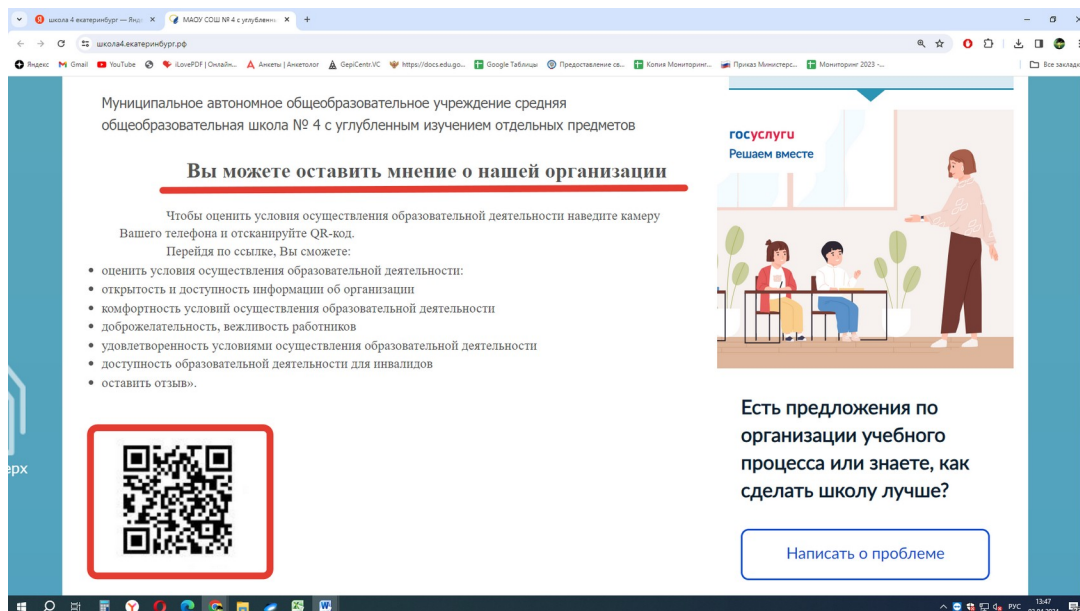 школа 4 екатеринбург — Янде
МАОУ СОШ № 4 с углубленны
школа4.екатеринбург.рф
Яндекс
Gmail
YouTube
iLovePDF | Онлайн...
Анкеты | Анкетолог
GepiCentr.VC
https://docs.edu.go...
Google Таблицы
Предоставление св...
Копия Мониторинг...
Приказ Министерс...
Мониторинг 2023 -...
Все закладки
Муниципальное автономное общеобразовательное учреждение средняя
общеобразовательная школа № 4 с углубленным изучением отдельных предметов
Вы можете оставить мнение о нашей организации
Чтобы оценить условия осуществления образовательной деятельности наведите камеру
Вашего телефона и отсканируйте QR-код.
Перейдя по ссылке, Вы сможете:
• оценить условия осуществления образовательной деятельности:
• открытость и доступность информации об организации
• комфортность условий осуществления образовательной деятельности
• доброжелательность, вежливость работников
• удовлетворенность условиями осуществления образовательной деятельности
• доступность образовательной деятельности для инвалидов
• оставить отзыв».
госуслуги
Решаем вместе
Есть предложения по
организации учебного
процесса или знаете, как
сделать школу лучше?
Написать о проблеме
ерх
РУС
13:47